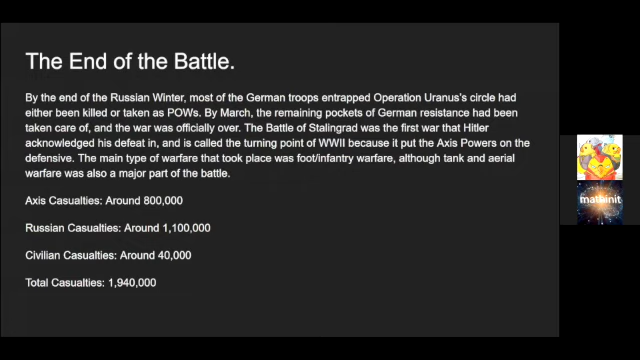 The End of the Battle.
By the end of the Russian Winter, most of the German troops entrapped Operation Uranus's circle had
either been killed or taken as POWs. By March, the remaining pockets of German resistance had been
taken care of, and the war was officially over. The Battle of Stalingrad was the first war that Hitler
acknowledged his defeat in, and is called the turning point of WWII because it put the Axis Powers on the
defensive. The main type of warfare that took place was foot/infantry warfare, although tank and aerial
warfare was also a major part of the battle.
Axis Casualties: Around 800,000
Russian Casualties: Around 1,100,000
Civilian Casualties: Around 40,000
Total Casualties: 1,940,000